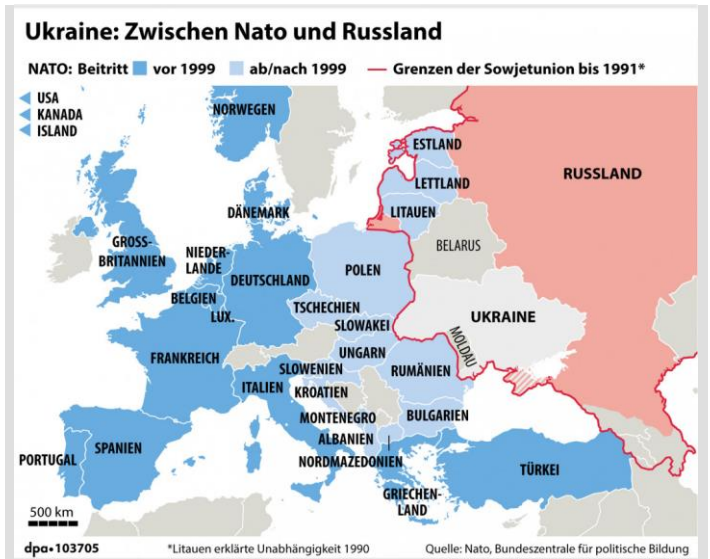 Ukraine: Zwischen Nato und Russland
NATO: Beitritt vor 1999 ab/nach 1999 Grenzen der Sowjetunion bis 1991*
USA
KANADA
ISLAND
NORWEGEN
ESTLAND
LETTLAND
RUSSLAND
LITAUEN
DÄNEMARK
BELARUS
GROSS-
BRITANNIEN
NIEDER-
LANDE
DEUTSCHLAND
POLEN
BELGIEN
LUX.
TSCHECHIEN
UKRAINE
SLOWAKEI
MOLDAU
FRANKREICH
UNGARN
SLOWENIEN
RUMÄNIEN
ITALIEN
KROATIEN
MONTENEGRO
BULGARIEN
ALBANIEN
PORTUGAL
SPANIEN
NORDMAZEDONIEN
TÜRKEI
GRIECHEN-
LAND
500 km
dpa•103705 *Litauen erklärte Unabhängigkeit 1990 Quelle: Nato, Bundeszentrale für politische Bildung